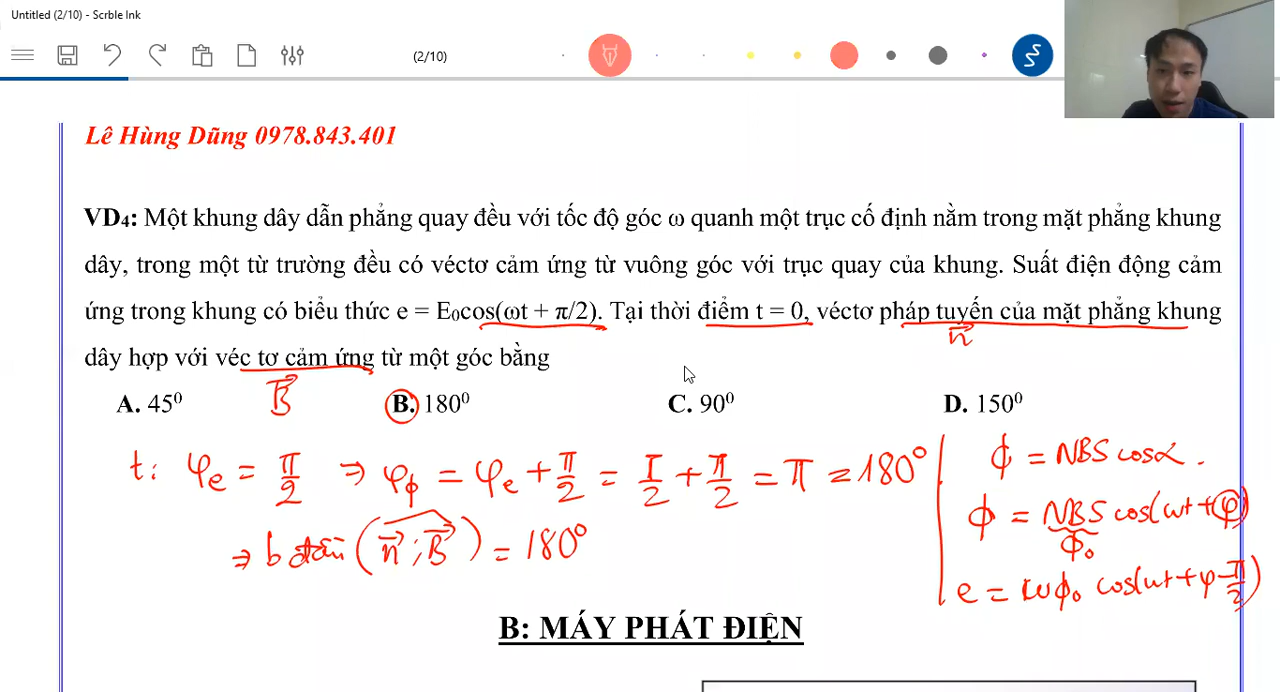 Untitled (2/10) - Scrble Ink
(2/10)
Lê Hùng Dũng 0978.843.401
VD4: Một khung dây dẫn phẳng quay đều với tốc độ góc ω quanh một trục cố định nằm trong mặt phẳng khung
dây, trong một từ trường đều có véctơ cảm ứng từ vuông góc với trục quay của khung. Suất điện động cảm
ứng trong khung có biểu thức e = E₀cos(ωt + π/2). Tại thời điểm t = 0, véctơ pháp tuyến của mặt phẳng khung
n⃗
dây hợp với véc tơ cảm ứng từ một góc bằng
B⃗
A. 45⁰ B. 180⁰ C. 90⁰ D. 150⁰
t: φe = π/2 ⇒ φϕ = φe + π/2 = π/2 + π/2 = π = 180°
⇒ b đầu (n⃗ ; B⃗) = 180°
ϕ = NBS cosα.
ϕ = NBS cos(ωt + φ)
ϕ₀
e = ωϕ₀ cos(ωt + φ - π/2)
B: MÁY PHÁT ĐIỆN